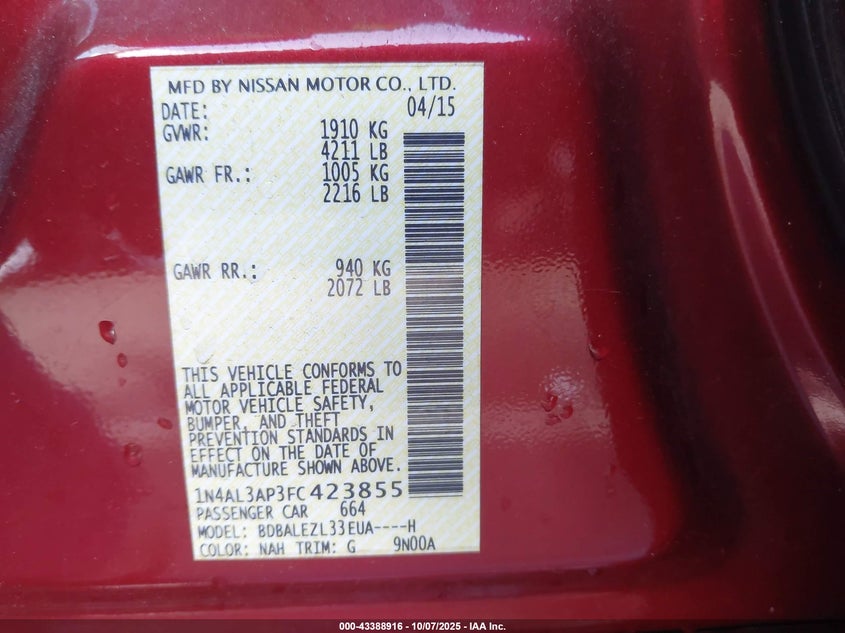 MFD BY NISSAN MOTOR CO., LTD.
DATE: 04/15
GVWR: 1910 KG
4211 LB
GAWR FR.: 1005 KG
2216 LB
GAWR RR.: 940 KG
2072 LB
THIS VEHICLE CONFORMS TO
ALL APPLICABLE FEDERAL
MOTOR VEHICLE SAFETY,
BUMPER, AND THEFT
PREVENTION STANDARDS IN
EFFECT ON THE DATE OF
MANUFACTURE SHOWN ABOVE.
1N4AL3AP3FC423855
PASSENGER CAR 664
MODEL: BDBALEZL33EUA----H
COLOR: NAH TRIM: G 9N00A
000-43388916 - 10/07/2025 - IAA Inc.